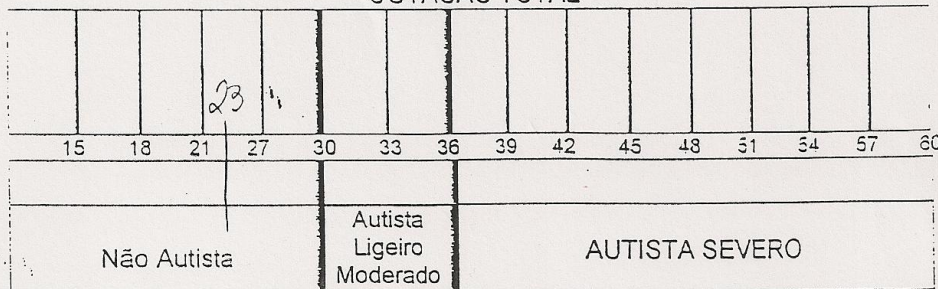 COTAÇÃO TOTAL
23
15 18 21 27 30 33 36 39 42 45 48 51 54 57 60
Não Autista
Autista
Ligeiro
Moderado
AUTISTA SEVERO